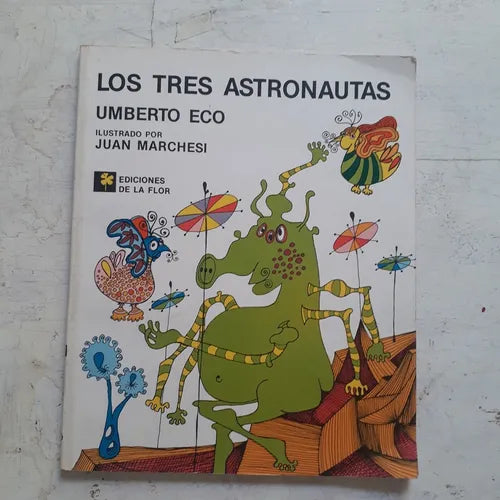 LOS TRES ASTRONAUTAS
UMBERTO ECO
ILUSTRADO POR
JUAN MARCHESI
EDICIONES
DE LA FLOR